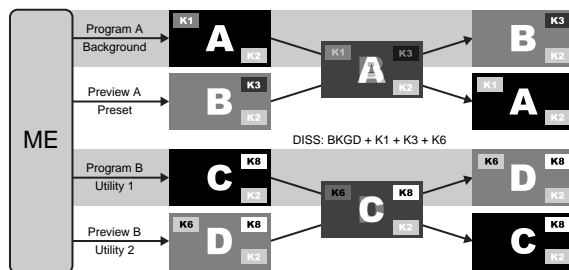 ME
Program A
Background
K1
A
K2
K1
K3
A
K2
B
K3
K2
Preview A
Preset
B
K3
K2
K1
A
K2
DISS: BKGD + K1 + K3 + K6
Program B
Utility 1
C
K8
K2
K6
K8
C
K2
K6
K8
D
K2
Preview B
Utility 2
K6
K8
D
K2
K8
C
K2